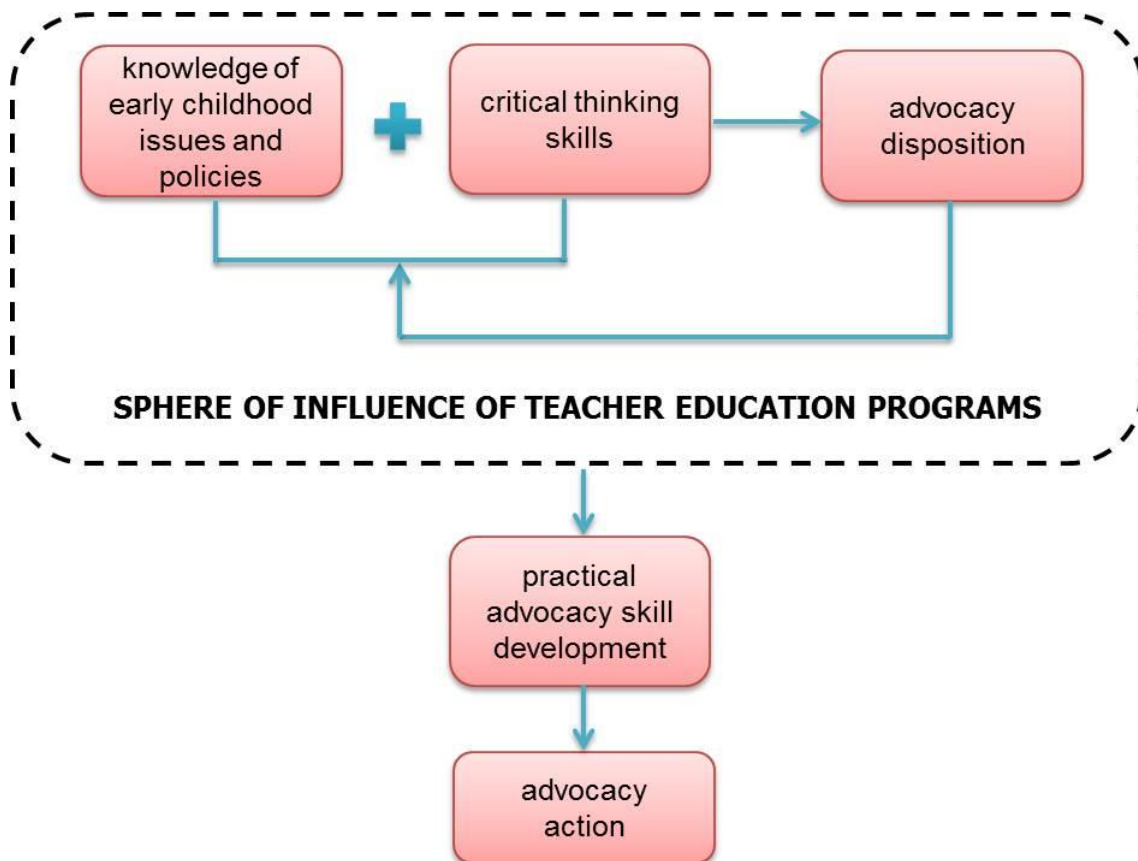 knowledge of
early childhood
issues and
policies
critical thinking
skills
advocacy
disposition
SPHERE OF INFLUENCE OF TEACHER EDUCATION PROGRAMS
practical
advocacy skill
development
advocacy
action